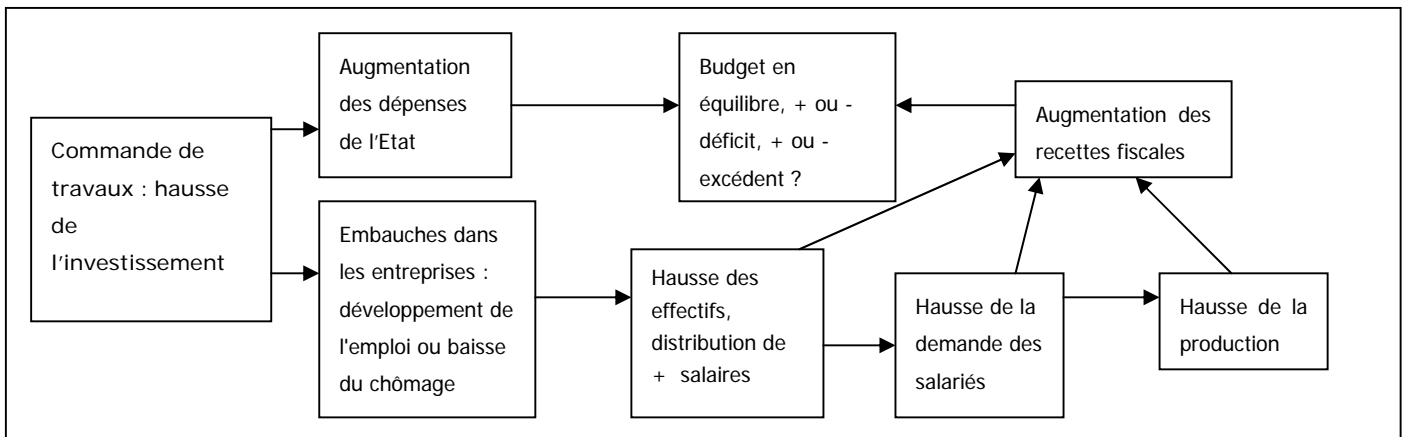 Commande de
travaux : hausse
de
l'investissement
Augmentation
des dépenses
de l'Etat
Embauches dans
les entreprises :
développement de
l'emploi ou baisse
du chômage
Budget en
équilibre, + ou -
déficit, + ou -
excédent ?
Hausse des
effectifs,
distribution de
+ salaires
Hausse de la
demande des
salariés
Hausse de la
production
Augmentation des
recettes fiscales